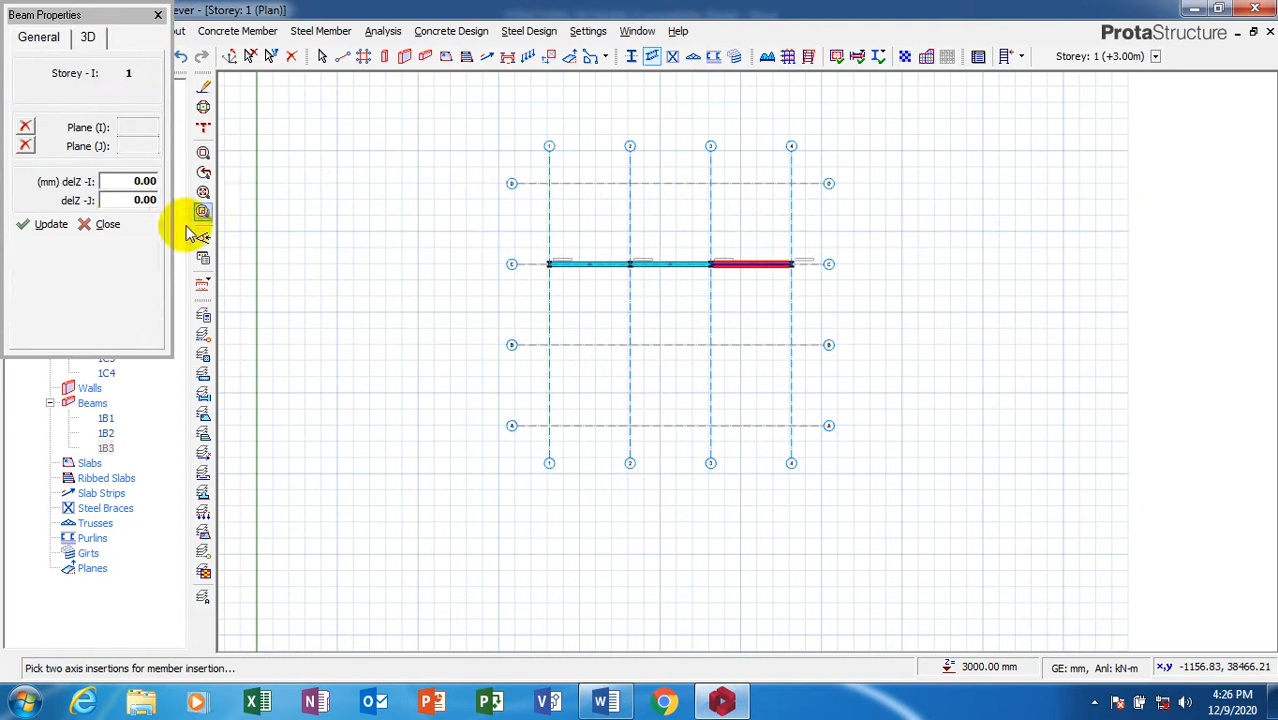 Beam Properties
ever - [Storey: 1 (Plan)]
General
3D
out
Concrete Member
Steel Member
Analysis
Concrete Design
Steel Design
Settings
Window
Help
ProtaStructure
Storey: 1 (+3.00m)
Storey - I: 1
Plane (I):
Plane (J):
(mm) delZ -I: 0.00
delZ -J: 0.00
Update
Close
1 2 3 4
D D
C C
B B
A A
1 2 3 4
1C4
Walls
Beams
1B1
1B2
1B3
Slabs
Ribbed Slabs
Slab Strips
Steel Braces
Trusses
Purlins
Girts
Planes
Pick two axis insertions for member insertion...
Z= 3000.00 mm
GE: mm, Anl: kN-m
x,y -1156.83, 38466.21
4:26 PM
12/9/2020